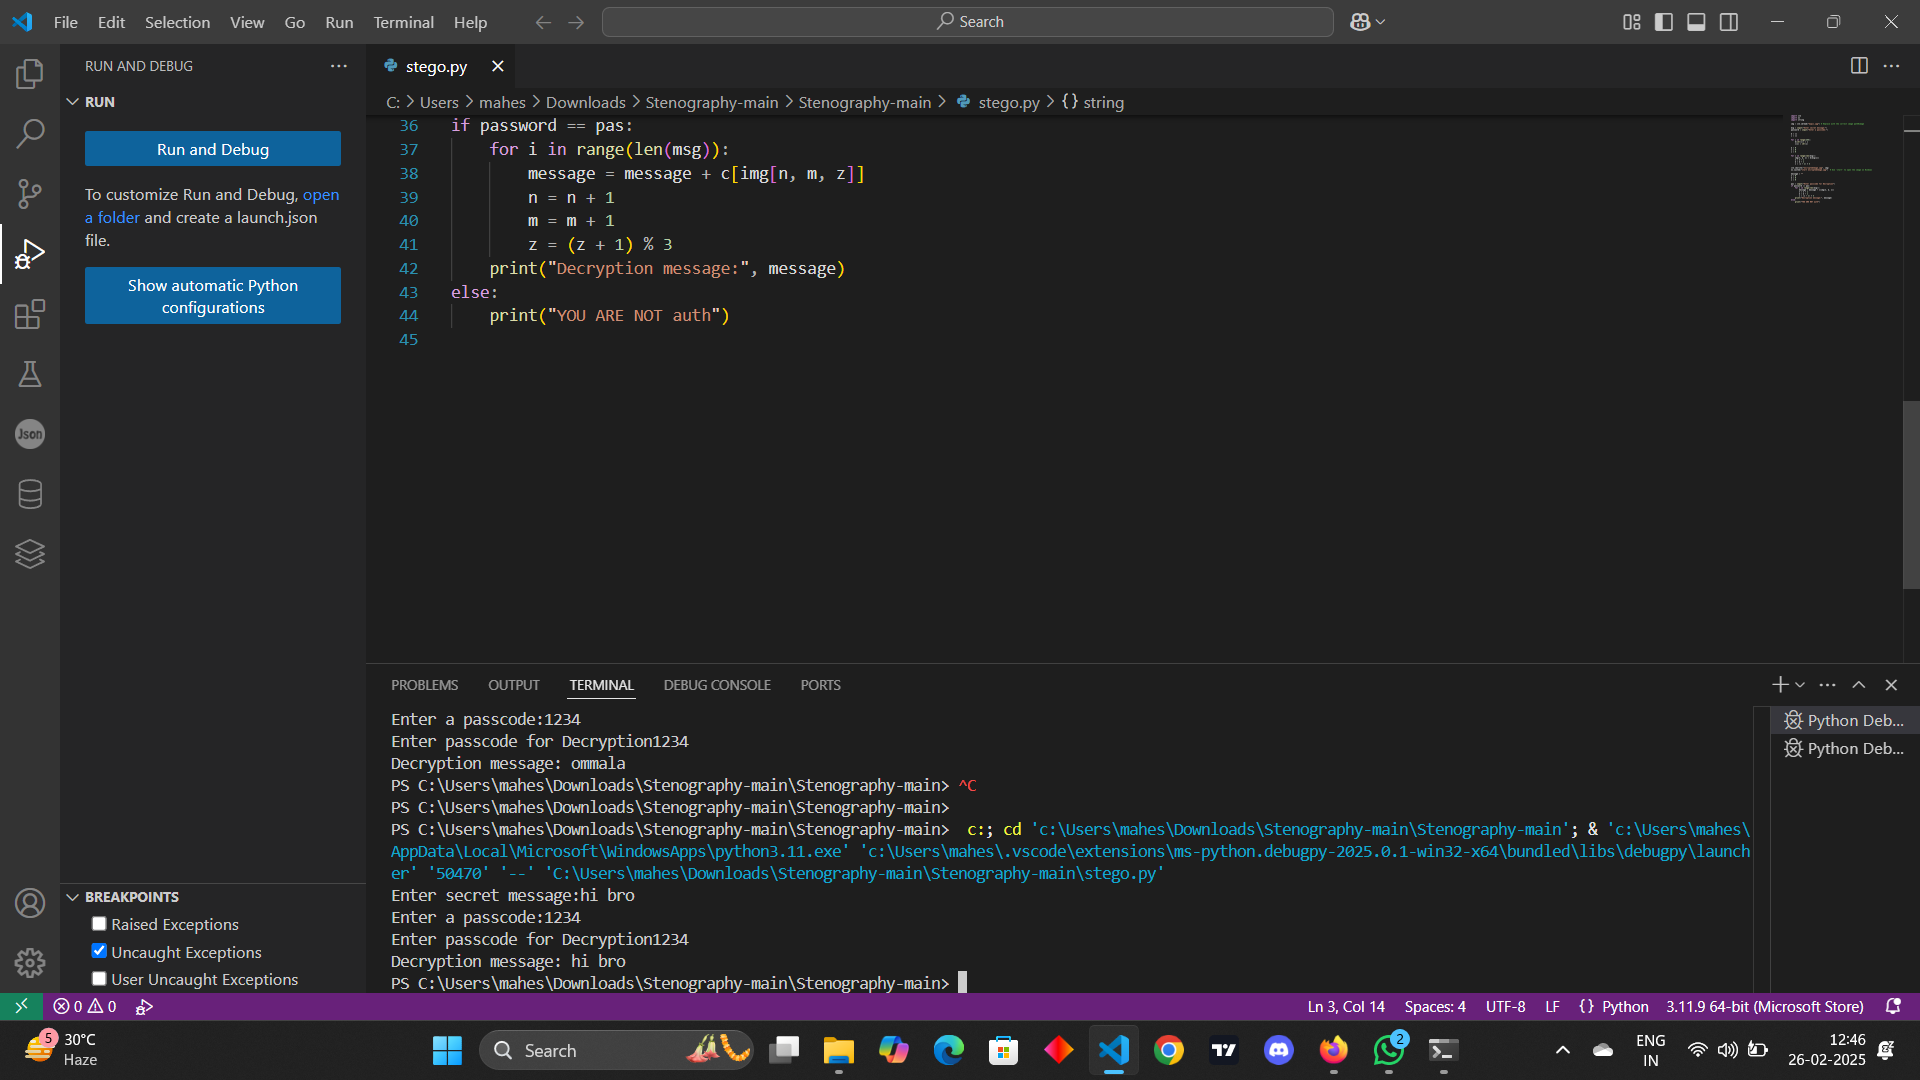 File Edit Selection View Go Run Terminal Help
Search
RUN AND DEBUG
stego.py
RUN
C: > Users > mahes > Downloads > Stenography-main > Stenography-main > stego.py > {} string
Run and Debug
To customize Run and Debug, open
a folder and create a launch.json
file.
Show automatic Python
configurations
36 if password == pas:
37 for i in range(len(msg)):
38 message = message + c[img[n, m, z]]
39 n = n + 1
40 m = m + 1
41 z = (z + 1) % 3
42 print("Decryption message:", message)
43 else:
44 print("YOU ARE NOT auth")
45
Json
BREAKPOINTS
Raised Exceptions
Uncaught Exceptions
User Uncaught Exceptions
PROBLEMS OUTPUT TERMINAL DEBUG CONSOLE PORTS
Enter a passcode:1234
Enter passcode for Decryption1234
Decryption message: ommala
PS C:\Users\mahes\Downloads\Stenography-main\Stenography-main> ^C
PS C:\Users\mahes\Downloads\Stenography-main\Stenography-main>
PS C:\Users\mahes\Downloads\Stenography-main\Stenography-main> c:; cd 'c:\Users\mahes\Downloads\Stenography-main\Stenography-main'; & 'c:\Users\mahes\
AppData\Local\Microsoft\WindowsApps\python3.11.exe' 'c:\Users\mahes\.vscode\extensions\ms-python.debugpy-2025.0.1-win32-x64\bundled\libs\debugpy\launch
er' '50470' '--' 'C:\Users\mahes\Downloads\Stenography-main\Stenography-main\stego.py'
Enter secret message:hi bro
Enter a passcode:1234
Enter passcode for Decryption1234
Decryption message: hi bro
PS C:\Users\mahes\Downloads\Stenography-main\Stenography-main>
Python Deb...
Python Deb...
0 0
Ln 3, Col 14 Spaces: 4 UTF-8 LF {} Python 3.11.9 64-bit (Microsoft Store)
5
30°C
Haze
Search
2
ENG
IN
12:46
26-02-2025